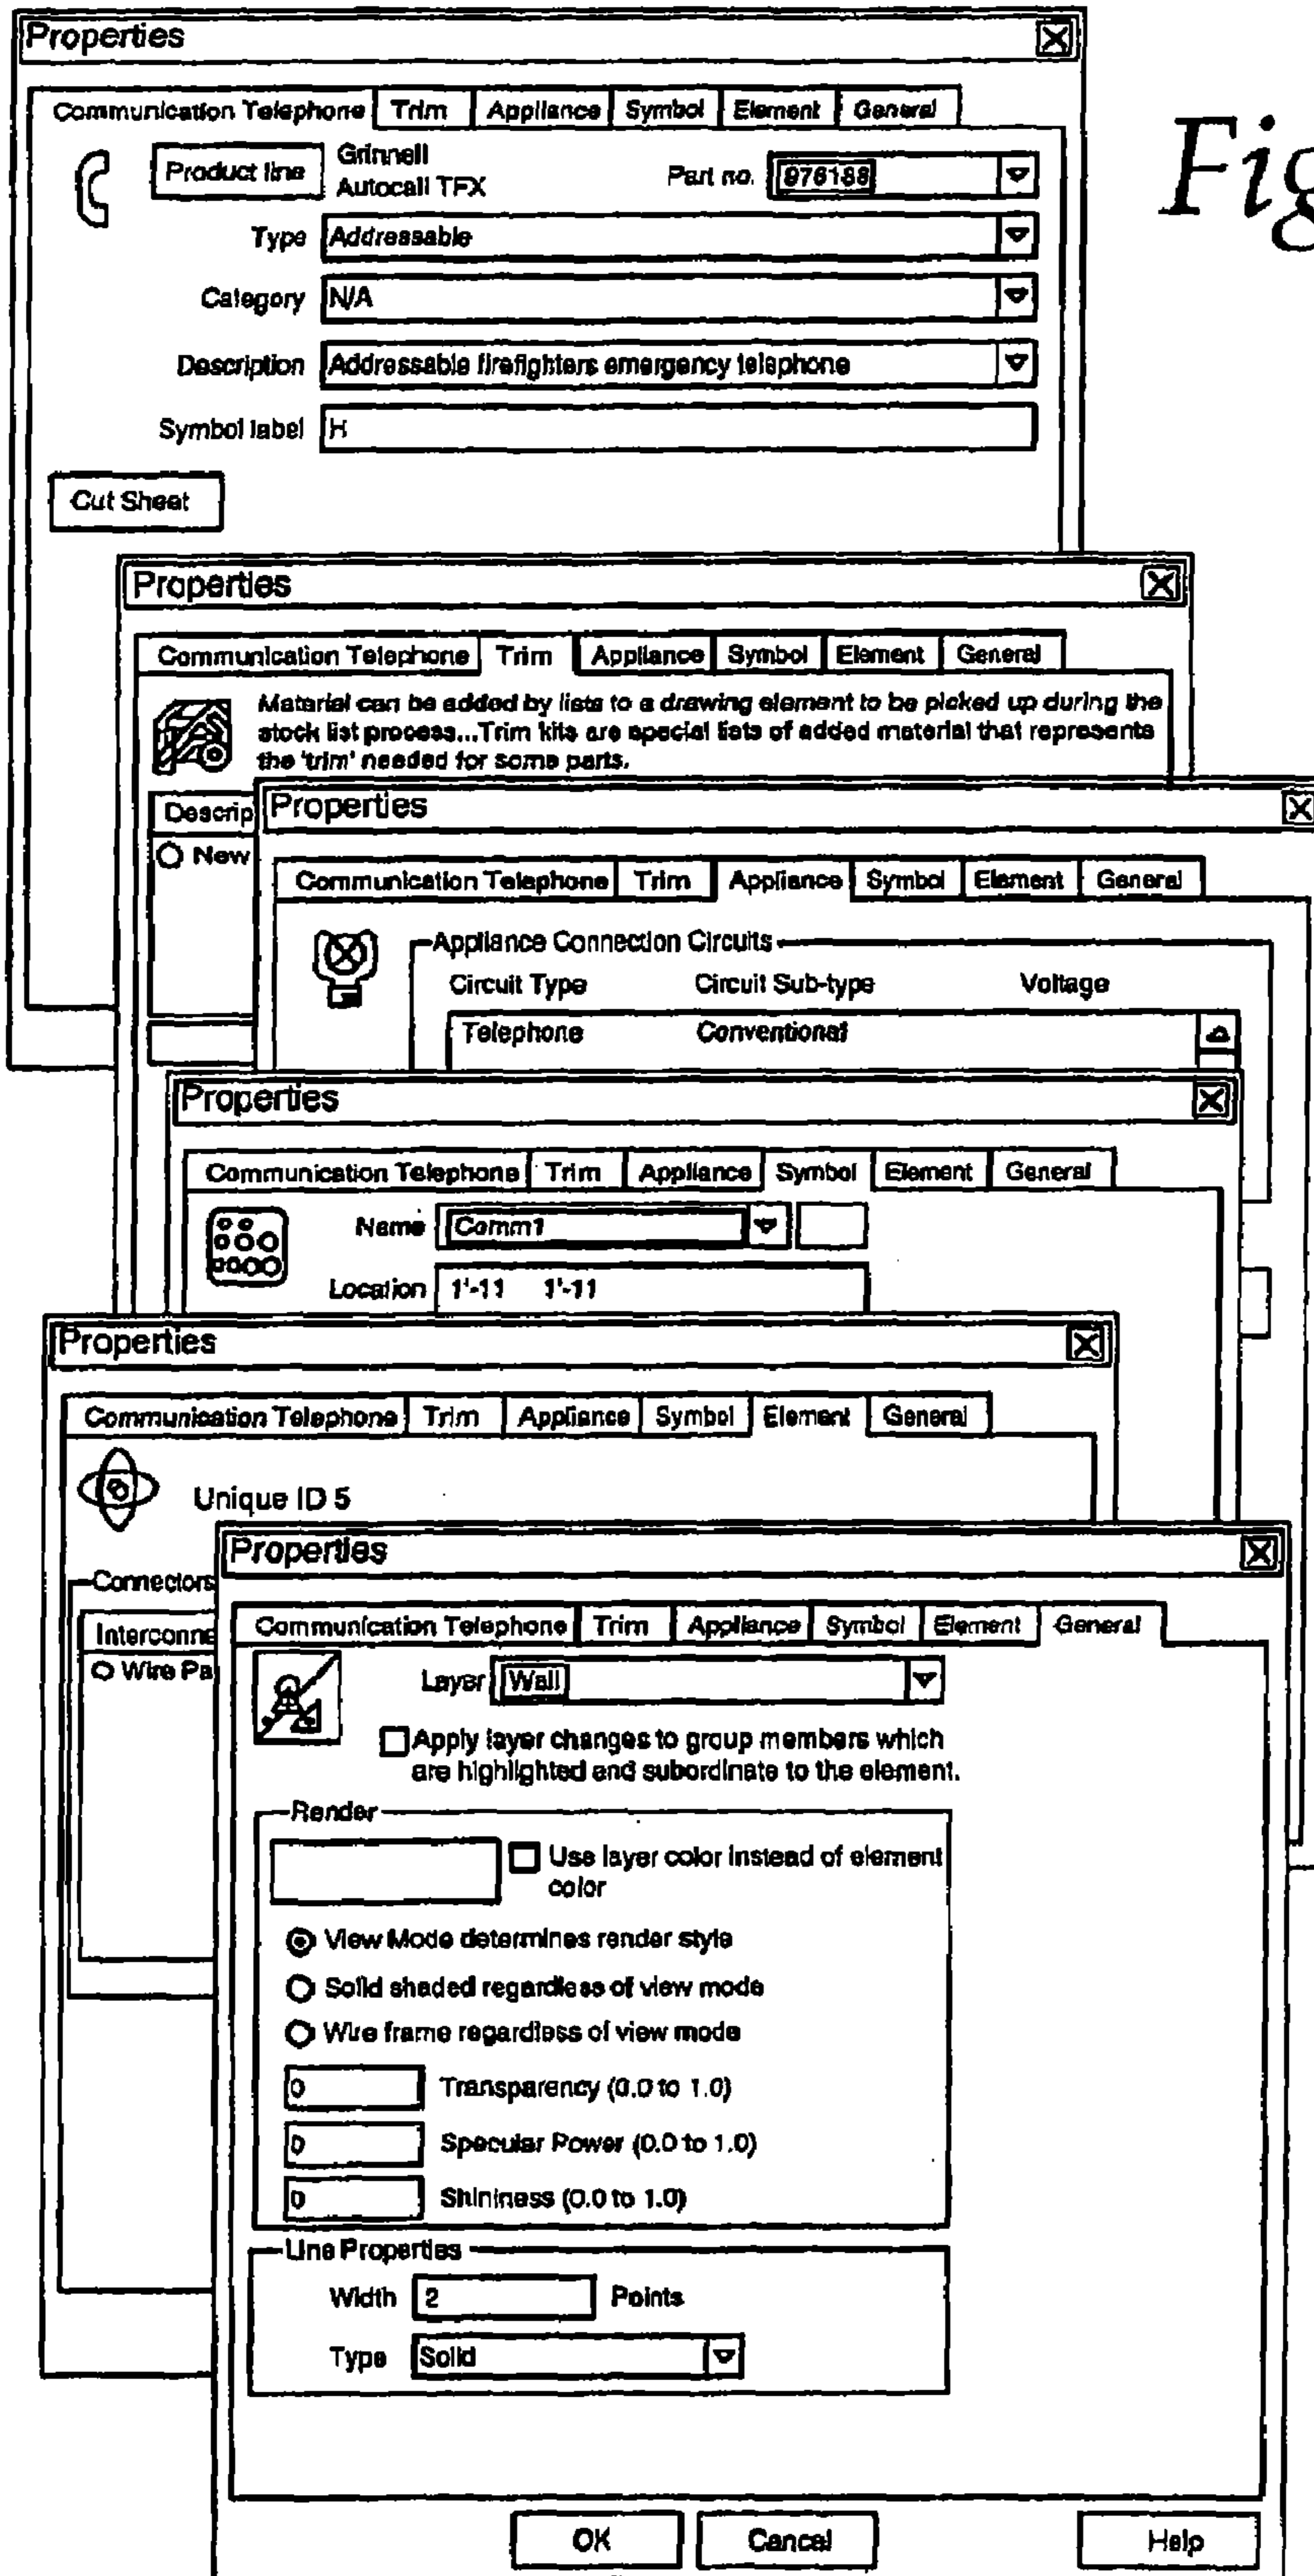 Properties
Communication Telephone Trim Appliance Symbol Element General
Product line Grinnell
Autocall TFX
Part no. 976188
Type Addressable
Category N/A
Description Addressable firefighters emergency telephone
Symbol label H
Cut Sheet
Fig
Properties
Communication Telephone Trim Appliance Symbol Element General
Material can be added by lists to a drawing element to be picked up during the
stock list process...Trim kits are special lists of added material that represents
the 'trim' needed for some parts.
Descrip
New
Properties
Communication Telephone Trim Appliance Symbol Element General
Appliance Connection Circuits
Circuit Type Circuit Sub-type Voltage
Telephone Conventional
Properties
Communication Telephone Trim Appliance Symbol Element General
Name Comm1
Location 1'-11 1'-11
Properties
Communication Telephone Trim Appliance Symbol Element General
Unique ID 5
Connectors
Interconne
Wire Pa
Properties
Communication Telephone Trim Appliance Symbol Element General
Layer Wall
Apply layer changes to group members which
are highlighted and subordinate to the element.
Render
Use layer color instead of element
color
View Mode determines render style
Solid shaded regardless of view mode
Wire frame regardless of view mode
0 Transparency (0.0 to 1.0)
0 Specular Power (0.0 to 1.0)
0 Shininess (0.0 to 1.0)
Line Properties
Width 2 Points
Type Solid
OK Cancel Help